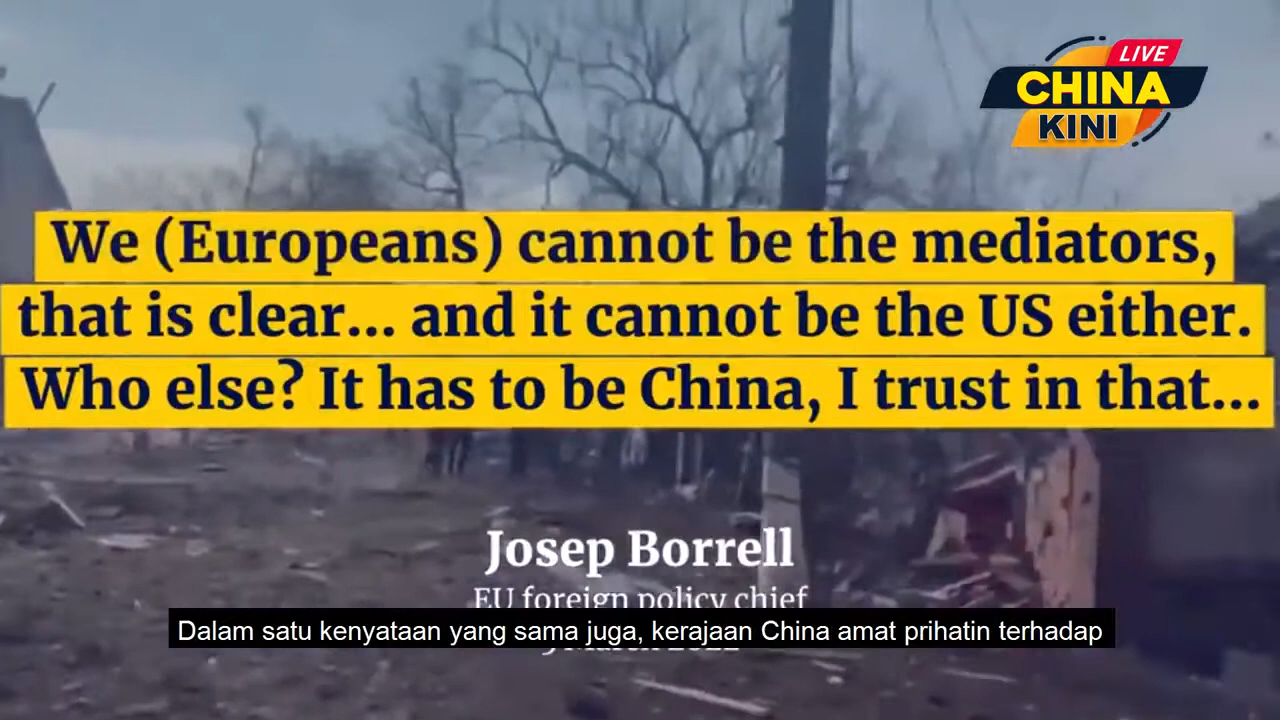 LIVE
CHINA
KINI
We (Europeans) cannot be the mediators,
that is clear... and it cannot be the US either.
Who else? It has to be China, I trust in that...
Josep Borrell
EU foreign policy chief
Dalam satu kenyataan yang sama juga, kerajaan China amat prihatin terhadap